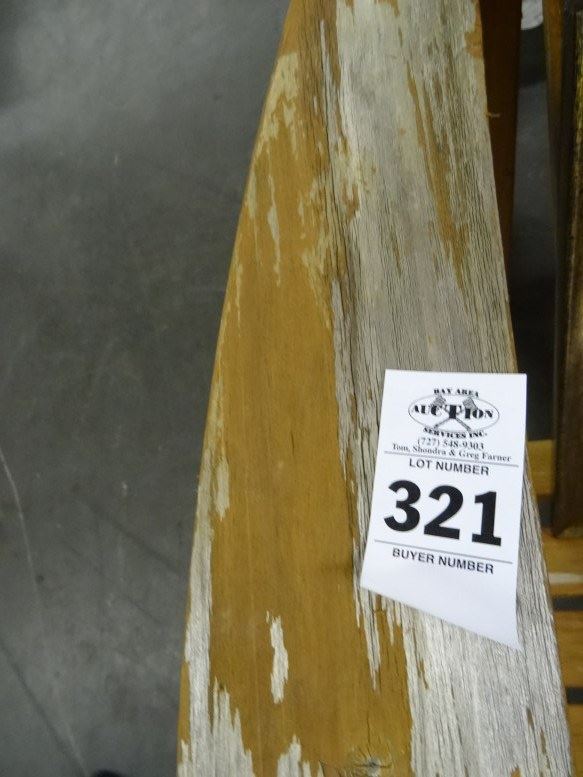 BAY AREA
AUCTION
SERVICES INC.
(727) 548-9303
Tom, Shondra & Greg Farner
LOT NUMBER
321
BUYER NUMBER